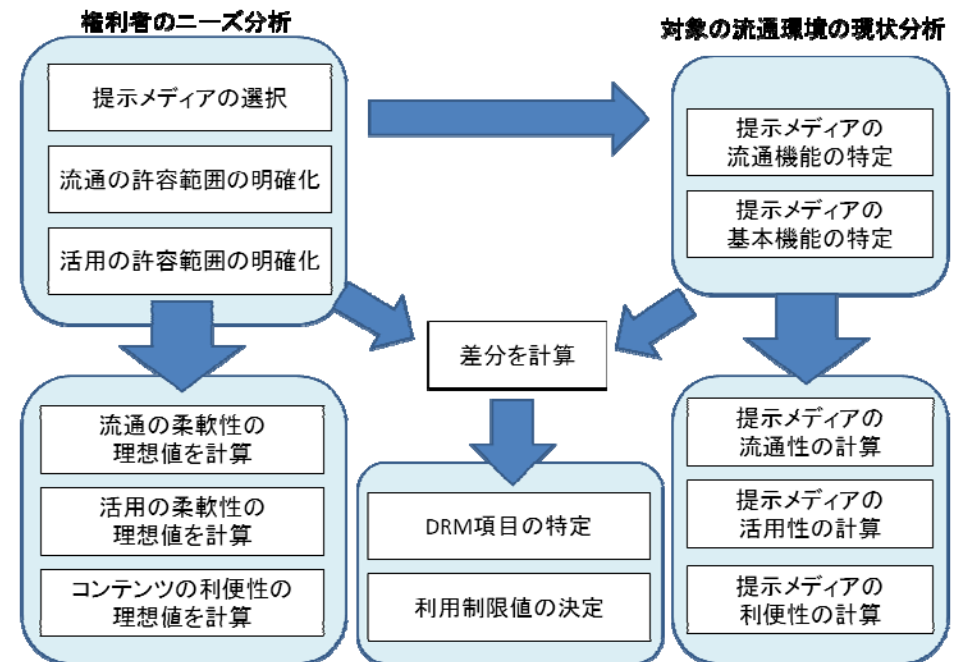 権利者のニーズ分析
提示メディアの選択
流通の許容範囲の明確化
活用の許容範囲の明確化
対象の流通環境の現状分析
提示メディアの
流通機能の特定
提示メディアの
基本機能の特定
差分を計算
流通の柔軟性の
理想値を計算
活用の柔軟性の
理想値を計算
コンテンツの利便性の
理想値を計算
DRM項目の特定
利用制限値の決定
提示メディアの
流通性の計算
提示メディアの
活用性の計算
提示メディアの
利便性の計算